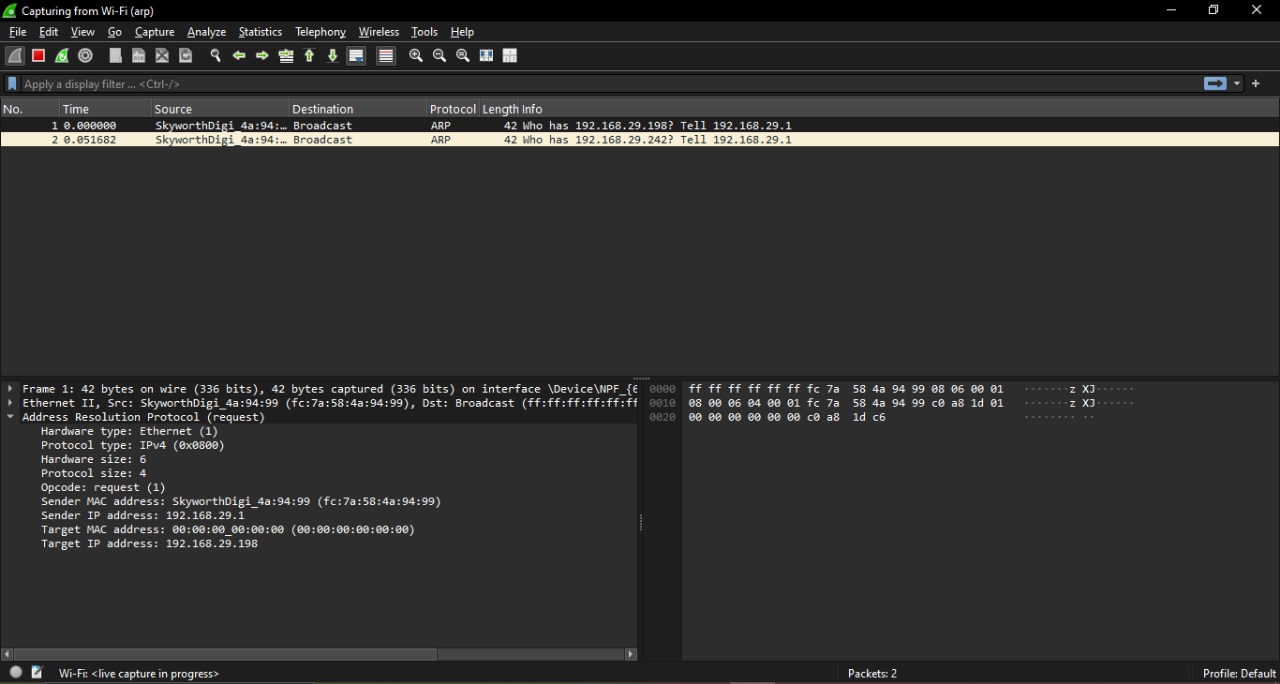 Capturing from Wi-Fi (arp)
File Edit View Go Capture Analyze Statistics Telephony Wireless Tools Help
Apply a display filter ... <Ctrl-/>
No. Time Source Destination Protocol Length Info
1 0.000000 SkyworthDigi_4a:94:… Broadcast ARP 42 Who has 192.168.29.198? Tell 192.168.29.1
2 0.051682 SkyworthDigi_4a:94:… Broadcast ARP 42 Who has 192.168.29.242? Tell 192.168.29.1
Frame 1: 42 bytes on wire (336 bits), 42 bytes captured (336 bits) on interface \Device\NPF_{6
Ethernet II, Src: SkyworthDigi_4a:94:99 (fc:7a:58:4a:94:99), Dst: Broadcast (ff:ff:ff:ff:ff:ff
Address Resolution Protocol (request)
Hardware type: Ethernet (1)
Protocol type: IPv4 (0x0800)
Hardware size: 6
Protocol size: 4
Opcode: request (1)
Sender MAC address: SkyworthDigi_4a:94:99 (fc:7a:58:4a:94:99)
Sender IP address: 192.168.29.1
Target MAC address: 00:00:00_00:00:00 (00:00:00:00:00:00)
Target IP address: 192.168.29.198
0000 ff ff ff ff ff ff fc 7a 58 4a 94 99 08 06 00 01 ·······z XJ······
0010 08 00 06 04 00 01 fc 7a 58 4a 94 99 c0 a8 1d 01 ·······z XJ······
0020 00 00 00 00 00 00 c0 a8 1d c6 ········ ··
Wi-Fi: <live capture in progress> Packets: 2 Profile: Default